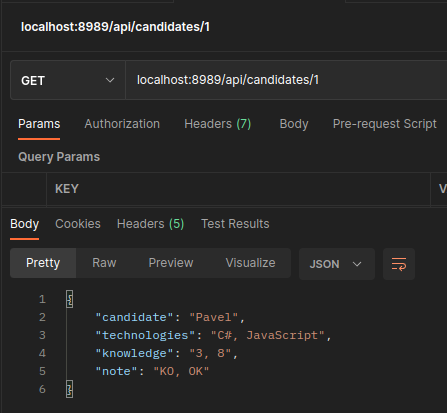 localhost:8989/api/candidates/1
GET localhost:8989/api/candidates/1
Params Authorization Headers (7) Body Pre-request Script
Query Params
KEY V
Body Cookies Headers (5) Test Results
Pretty Raw Preview Visualize JSON
1 {
2 "candidate": "Pavel",
3 "technologies": "C#, JavaScript",
4 "knowledge": "3, 8",
5 "note": "KO, OK"
6 }